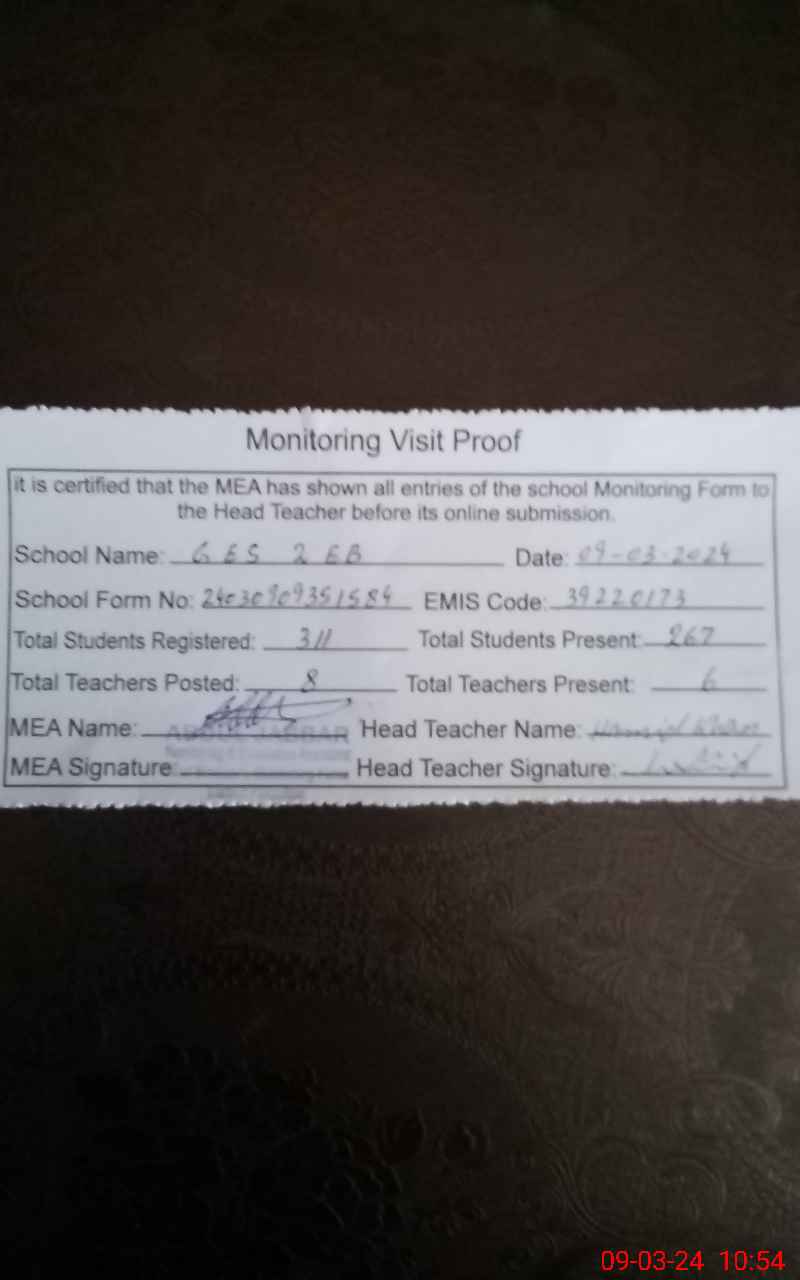 Monitoring Visit Proof
it is certified that the MEA has shown all entries of the school Monitoring Form to
the Head Teacher before its online submission.
School Name: GES 2 EB Date: 09-03-2024
School Form No: 24030909351584 EMIS Code: 39220173
Total Students Registered: 311 Total Students Present: 267
Total Teachers Posted: 8 Total Teachers Present: 6
MEA Name: ABDUL JABBAR Head Teacher Name:
MEA Signature Head Teacher Signature:
09-03-24 10:54